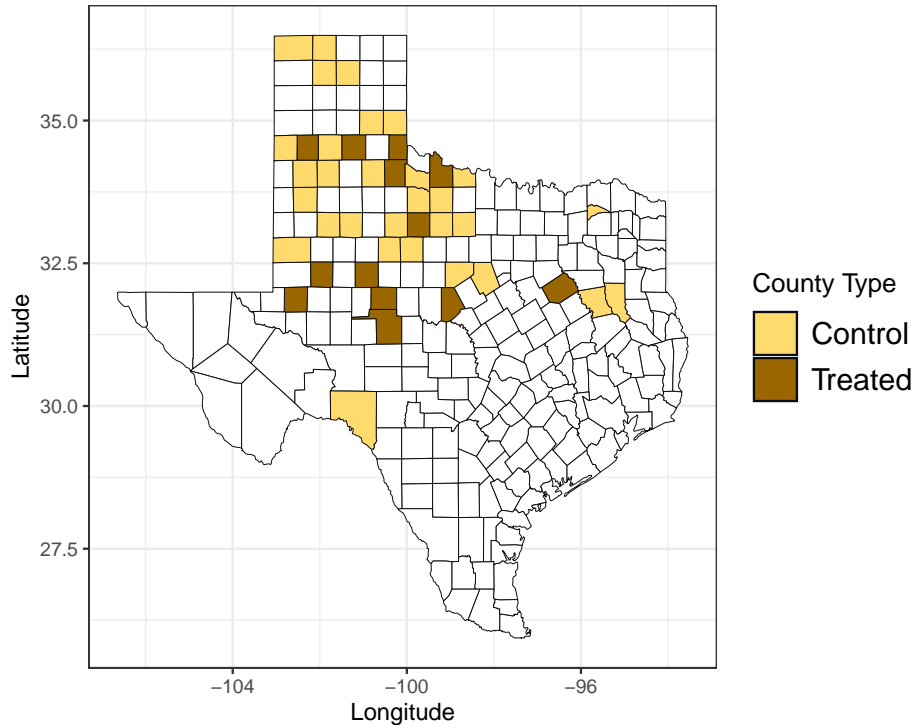 35.0
32.5
30.0
27.5
Latitude
−104
−100
−96
Longitude
County Type
Control
Treated